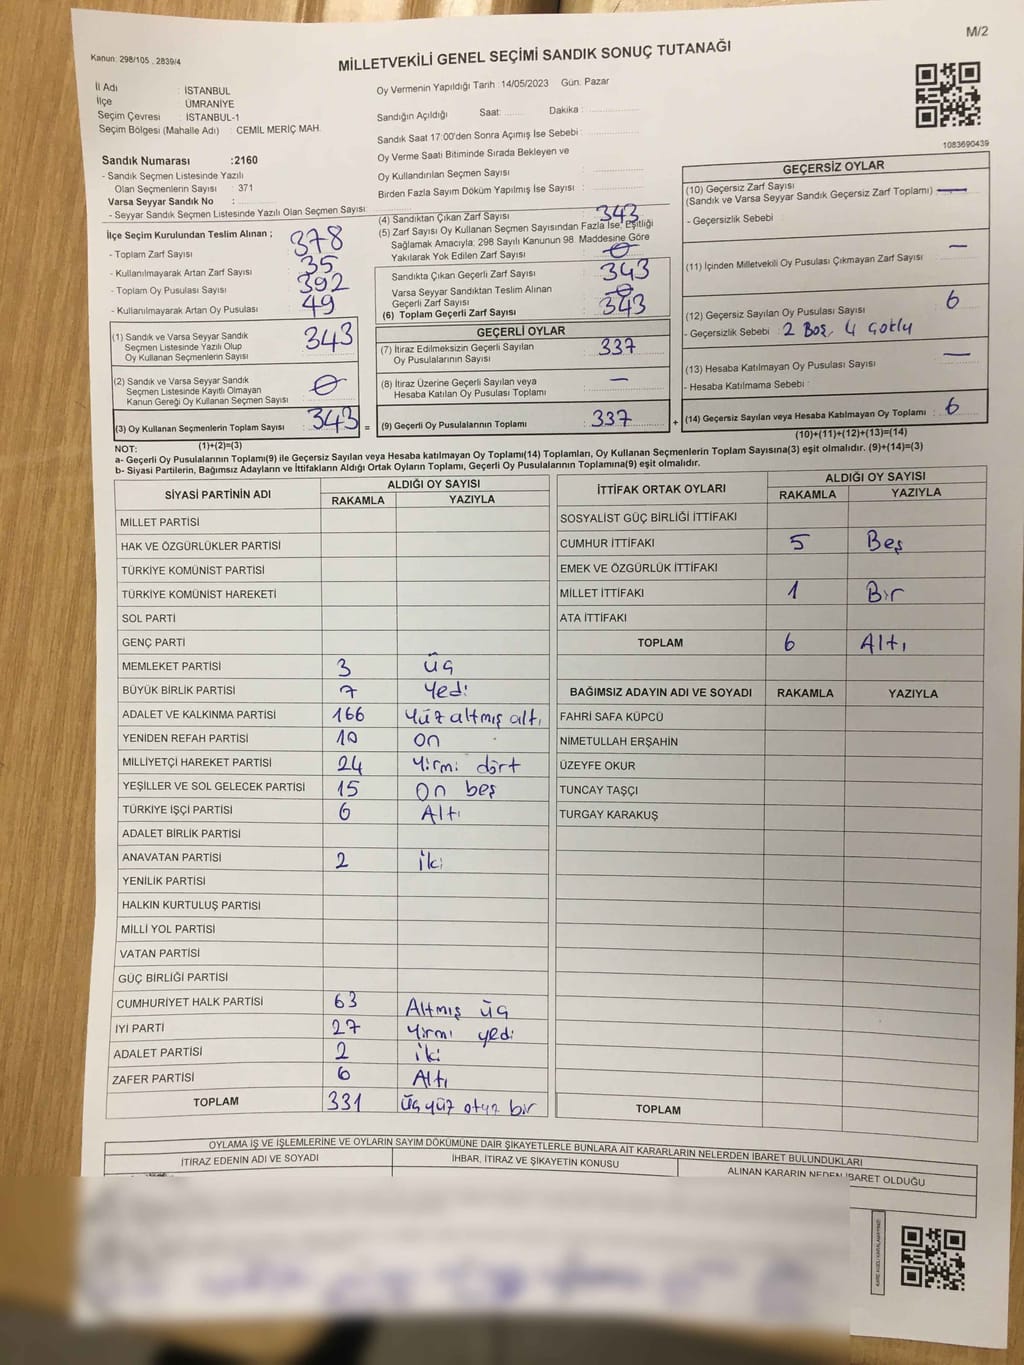 M/2
Kanun: 298/105 , 2839/4
MİLLETVEKİLİ GENEL SEÇİMİ SANDIK SONUÇ TUTANAĞI
İl Adı : İSTANBUL
İlçe : ÜMRANİYE
Seçim Çevresi : İSTANBUL-1
Seçim Bölgesi (Mahalle Adı) : CEMİL MERİÇ MAH.
Sandık Numarası :2160
- Sandık Seçmen Listesinde Yazılı
Olan Seçmenlerin Sayısı : 371
Varsa Seyyar Sandık No :
- Seyyar Sandık Seçmen Listesinde Yazılı Olan Seçmen Sayısı:
Oy Vermenin Yapıldığı Tarih : 14/05/2023 Gün: Pazar
Sandığın Açıldığı Saat: Dakika :
Sandık Saat 17:00'den Sonra Açımış İse Sebebi :
Oy Verme Saati Bitiminde Sırada Bekleyen ve
Oy Kullandırılan Seçmen Sayısı :
Birden Fazla Sayım Döküm Yapılmış İse Sayısı :
1083690439
İlçe Seçim Kurulundan Teslim Alınan ;
- Toplam Zarf Sayısı : 378
- Kullanılmayarak Artan Zarf Sayısı : 35
- Toplam Oy Pusulası Sayısı : 392
- Kullanılmayarak Artan Oy Pusulası : 49
(1) Sandık ve Varsa Seyyar Sandık
Seçmen Listesinde Yazılı Olup
Oy Kullanan Seçmenlerin Sayısı : 343
(2) Sandık ve Varsa Seyyar Sandık
Seçmen Listesinde Kayıtlı Olmayan
Kanun Gereği Oy Kullanan Seçmen Sayısı : 0
(3) Oy Kullanan Seçmenlerin Toplam Sayısı : 343 =
(1)+(2)=(3)
(4) Sandıktan Çıkan Zarf Sayısı : 343
(5) Zarf Sayısı Oy Kullanan Seçmen Sayısından Fazla İse, Eşitliği
Sağlamak Amacıyla; 298 Sayılı Kanunun 98. Maddesine Göre
Yakılarak Yok Edilen Zarf Sayısı : 0
Sandıkta Çıkan Geçerli Zarf Sayısı : 343
Varsa Seyyar Sandıktan Teslim Alınan
Geçerli Zarf Sayısı : 0
(6) Toplam Geçerli Zarf Sayısı : 343
GEÇERLİ OYLAR
(7) İtiraz Edilmeksizin Geçerli Sayılan
Oy Pusulalarının Sayısı : 337
(8) İtiraz Üzerine Geçerli Sayılan veya
Hesaba Katılan Oy Pusulası Toplamı : —
(9) Geçerli Oy Pusulalarının Toplamı : 337 +
GEÇERSİZ OYLAR
(10) Geçersiz Zarf Sayısı
(Sandık ve Varsa Seyyar Sandık Geçersiz Zarf Toplamı) : —
- Geçersizlik Sebebi :
(11) İçinden Milletvekili Oy Pusulası Çıkmayan Zarf Sayısı : —
(12) Geçersiz Sayılan Oy Pusulası Sayısı : 6
- Geçersizlik Sebebi : 2 Boş, 4 Çoklu
(13) Hesaba Katılmayan Oy Pusulası Sayısı : —
- Hesaba Katılmama Sebebi :
(14) Geçersiz Sayılan veya Hesaba Katılmayan Oy Toplamı : 6
(10)+(11)+(12)+(13)=(14)
NOT:
a- Geçerli Oy Pusulalarının Toplamı(9) ile Geçersiz Sayılan veya Hesaba katılmayan Oy Toplamı(14) Toplamları, Oy Kullanan Seçmenlerin Toplam Sayısına(3) eşit olmalıdır. (9)+(14)=(3)
b- Siyasi Partilerin, Bağımsız Adayların ve İttifakların Aldığı Ortak Oyların Toplamı, Geçerli Oy Pusulalarının Toplamına(9) eşit olmalıdır.
SİYASİ PARTİNİN ADI ALDIĞI OY SAYISI
RAKAMLA YAZIYLA
MİLLET PARTİSİ
HAK VE ÖZGÜRLÜKLER PARTİSİ
TÜRKİYE KOMÜNİST PARTISI
TÜRKİYE KOMÜNİST HAREKETİ
SOL PARTİ
GENÇ PARTİ
MEMLEKET PARTİSİ 3 üç
BÜYÜK BİRLİK PARTİSİ 7 Yedi
ADALET VE KALKINMA PARTİSİ 166 Yüz altmış altı
YENİDEN REFAH PARTİSİ 10 on
MİLLİYETÇİ HAREKET PARTİSİ 24 Yirmi dört
YEŞİLLER VE SOL GELECEK PARTİSİ 15 On beş
TÜRKİYE İŞÇİ PARTİSİ 6 Altı
ADALET BİRLİK PARTİSİ
ANAVATAN PARTİSİ 2 iki
YENİLİK PARTİSİ
HALKIN KURTULUŞ PARTİSİ
MİLLİ YOL PARTİSİ
VATAN PARTİSİ
GÜÇ BİRLİĞİ PARTİSİ
CUMHURİYET HALK PARTİSİ 63 Altmış üç
İYİ PARTİ 27 Yirmi yedi
ADALET PARTİSİ 2 iki
ZAFER PARTİSİ 6 Altı
TOPLAM 331 üçyüz otuz bir
İTTİFAK ORTAK OYLARI ALDIĞI OY SAYISI
RAKAMLA YAZIYLA
SOSYALİST GÜÇ BİRLİĞİ İTTİFAKI
CUMHUR İTTİFAKI 5 Beş
EMEK VE ÖZGÜRLÜK İTTİFAKI
MİLLET İTTİFAKI 1 Bir
ATA İTTİFAKI
TOPLAM 6 Altı
BAĞIMSIZ ADAYIN ADI VE SOYADI RAKAMLA YAZIYLA
FAHRİ SAFA KÜPCÜ
NİMETULLAH ERŞAHİN
ÜZEYFE OKUR
TUNCAY TAŞÇI
TURGAY KARAKUŞ
TOPLAM
OYLAMA İŞ VE İŞLEMLERİNE VE OYLARIN SAYIM DÖKÜMÜNE DAİR ŞİKAYETLERLE BUNLARA AİT KARARLARIN NELERDEN İBARET BULUNDUKLARI
İTİRAZ EDENİN ADI VE SOYADI İHBAR, İTİRAZ VE ŞİKAYETİN KONUSU ALINAN KARARIN NEDEN İBARET OLDUĞU